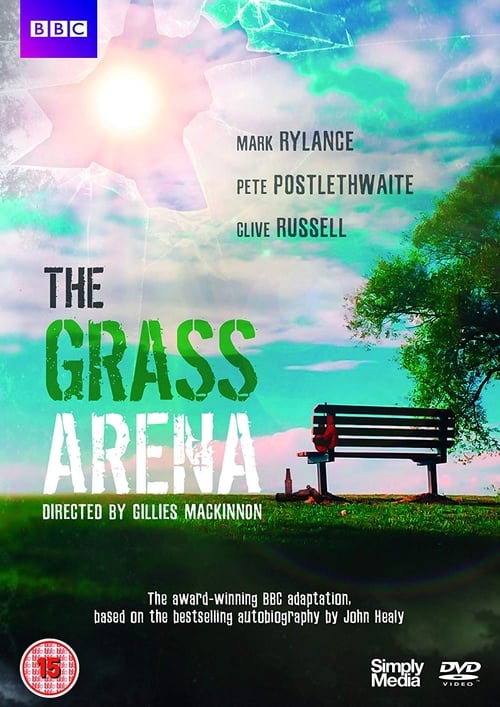 BBC
MARK RYLANCE
PETE POSTLETHWAITE
CLIVE RUSSELL
THE
GRASS
ARENA
DIRECTED BY GILLIES MACKINNON
The award-winning BBC adaptation,
based on the bestselling autobiography by John Healy
15
Simply
Media
DVD
VIDEO